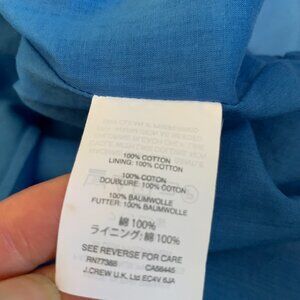 100% COTTON
LINING: 100% COTTON
100% COTON
DOUBLURE: 100% COTON
100% BAUMWOLLE
FUTTER: 100% BAUMWOLLE
綿 100%
ライニング: 綿 100%
SEE REVERSE FOR CARE
RN77388 CA56445
J.CREW U.K. Ltd EC4V 6JA